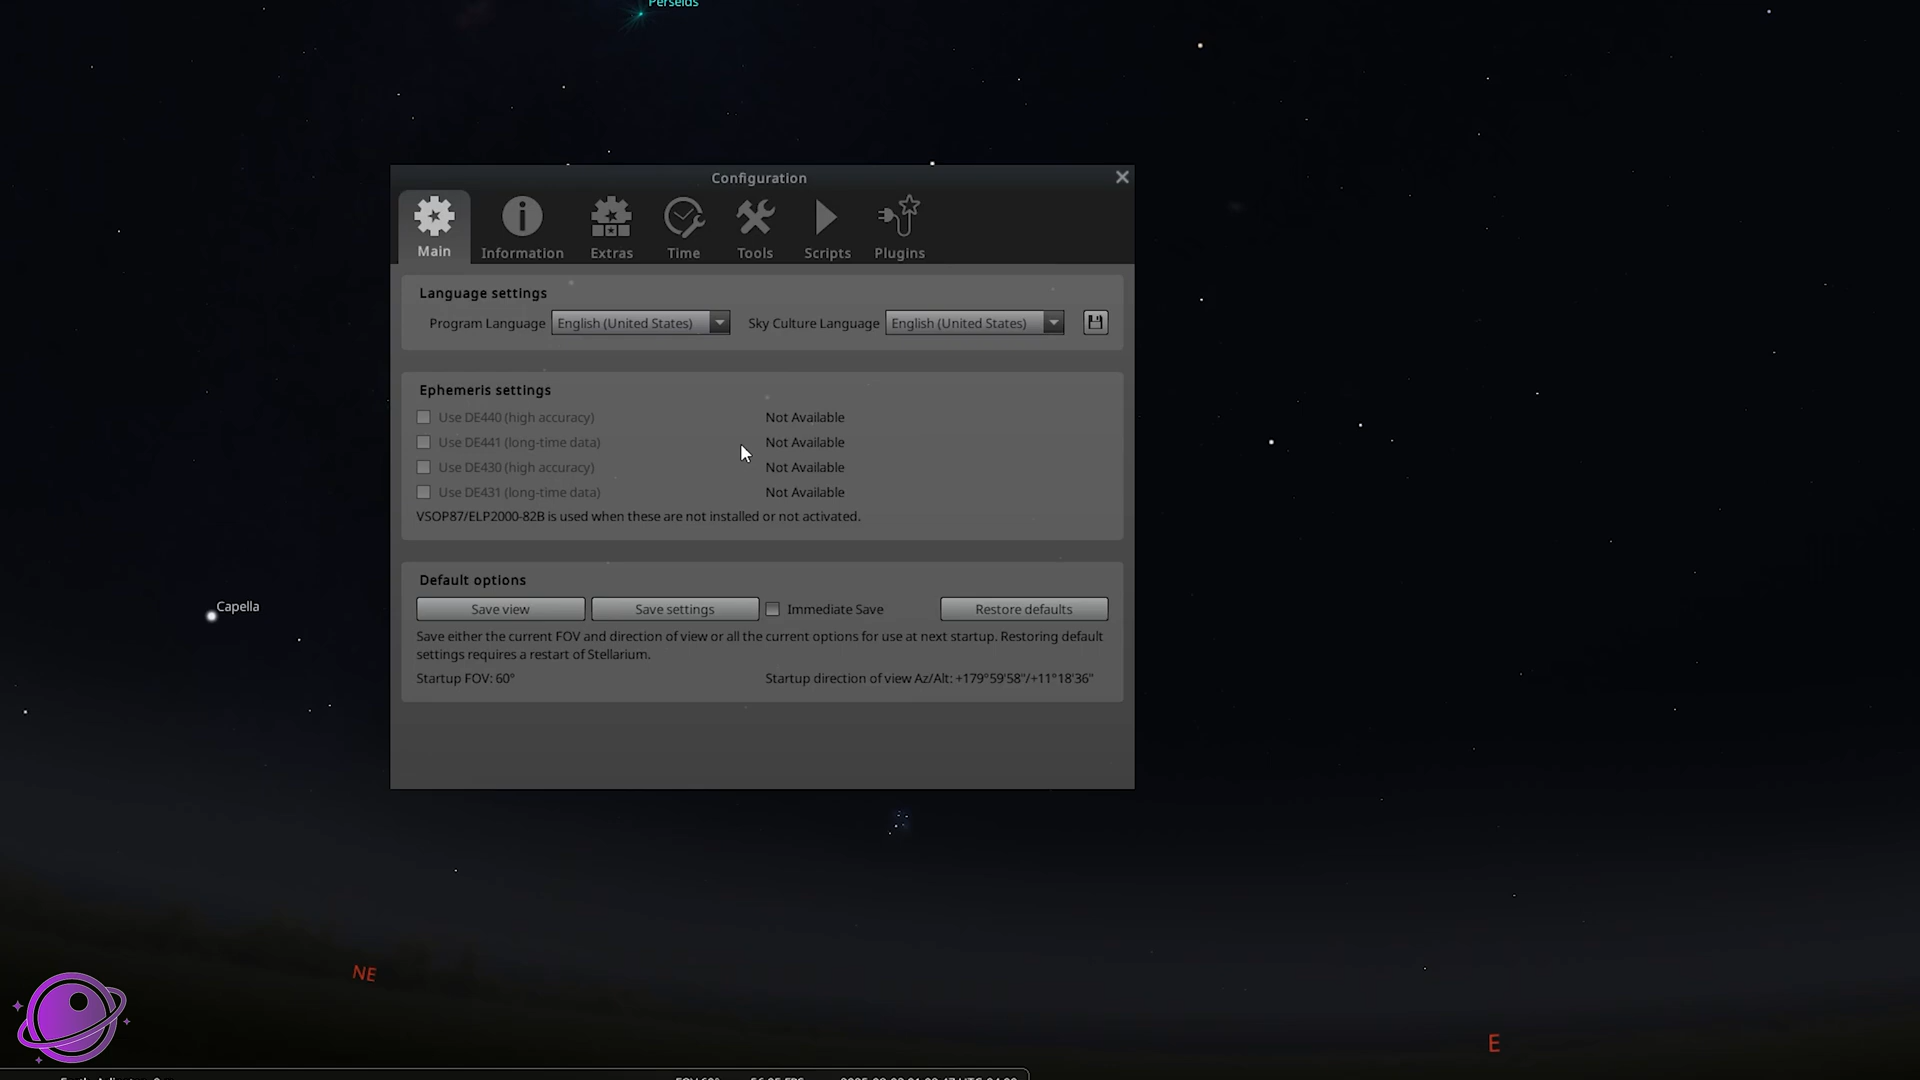 Perseids
Configuration
Main
Information
Extras
Time
Tools
Scripts
Plugins
Language settings
Program Language English (United States) Sky Culture Language English (United States)
Ephemeris settings
Use DE440 (high accuracy) Not Available
Use DE441 (long-time data) Not Available
Use DE430 (high accuracy) Not Available
Use DE431 (long-time data) Not Available
VSOP87/ELP2000-82B is used when these are not installed or not activated.
Default options
Save view Save settings Immediate Save Restore defaults
Save either the current FOV and direction of view or all the current options for use at next startup. Restoring default
settings requires a restart of Stellarium.
Startup FOV: 60° Startup direction of view Az/Alt: +179°59'58"/+11°18'36"
Capella
NE
E